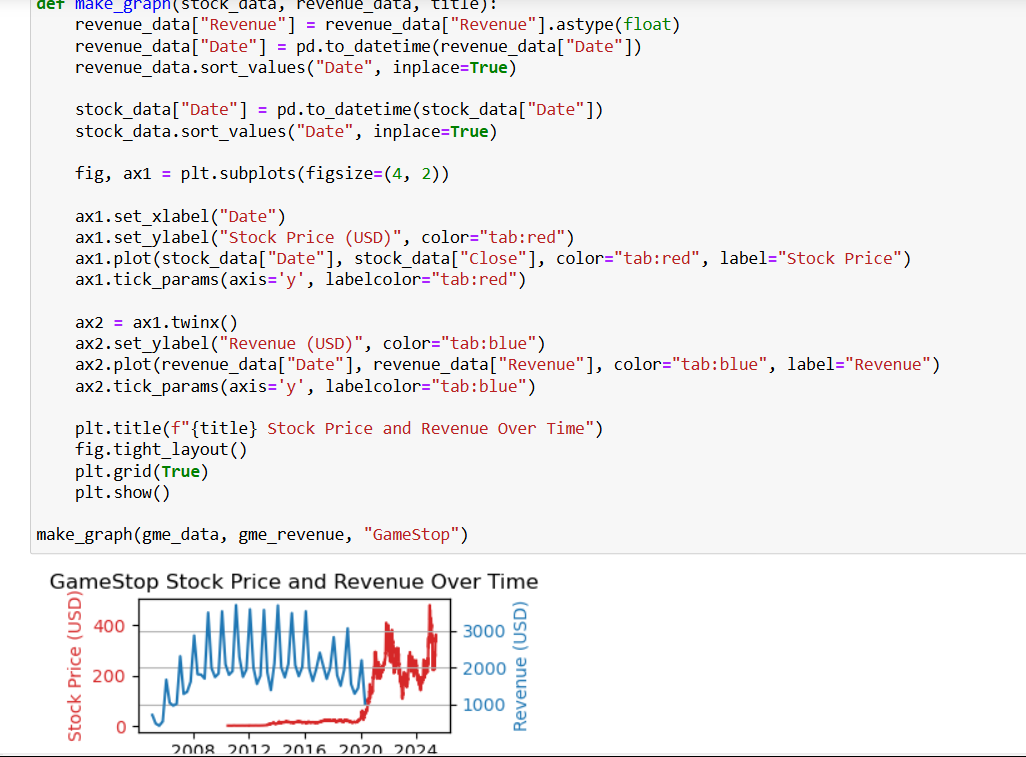 def make_graph(stock_data, revenue_data, title):
    revenue_data["Revenue"] = revenue_data["Revenue"].astype(float)
    revenue_data["Date"] = pd.to_datetime(revenue_data["Date"])
    revenue_data.sort_values("Date", inplace=True)

    stock_data["Date"] = pd.to_datetime(stock_data["Date"])
    stock_data.sort_values("Date", inplace=True)

    fig, ax1 = plt.subplots(figsize=(4, 2))

    ax1.set_xlabel("Date")
    ax1.set_ylabel("Stock Price (USD)", color="tab:red")
    ax1.plot(stock_data["Date"], stock_data["Close"], color="tab:red", label="Stock Price")
    ax1.tick_params(axis='y', labelcolor="tab:red")

    ax2 = ax1.twinx()
    ax2.set_ylabel("Revenue (USD)", color="tab:blue")
    ax2.plot(revenue_data["Date"], revenue_data["Revenue"], color="tab:blue", label="Revenue")
    ax2.tick_params(axis='y', labelcolor="tab:blue")

    plt.title(f"{title} Stock Price and Revenue Over Time")
    fig.tight_layout()
    plt.grid(True)
    plt.show()

make_graph(gme_data, gme_revenue, "GameStop")
GameStop Stock Price and Revenue Over Time
Stock Price (USD)
400
200
0
3000
2000
1000
Revenue (USD)
2008 2012 2016 2020 2024